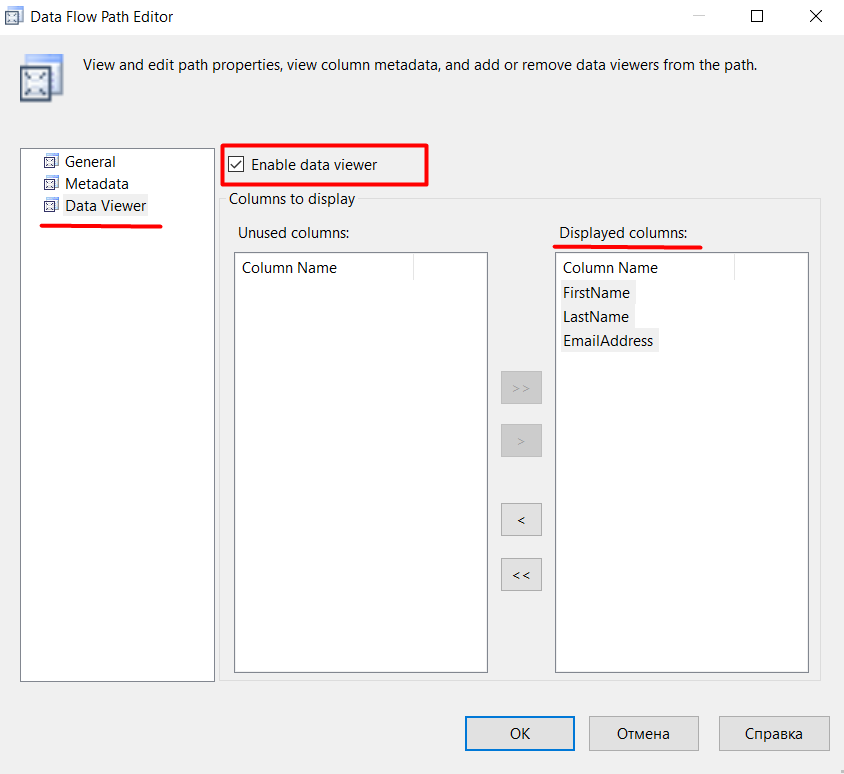 Data Flow Path Editor
View and edit path properties, view column metadata, and add or remove data viewers from the path.
General
Metadata
Data Viewer
Enable data viewer
Columns to display
Unused columns:
Column Name
>>
>
<
<<
Displayed columns:
Column Name
FirstName
LastName
EmailAddress
OK
Отмена
Справка